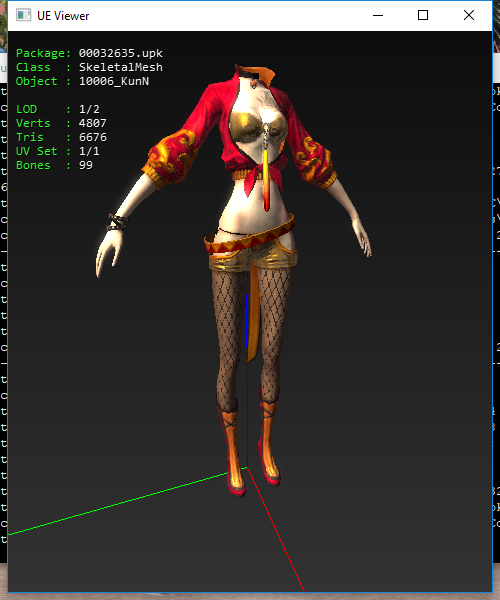 UE Viewer
Package: 00032635.upk
Class : SkeletalMesh
Object : 10006_KunN
LOD : 1/2
Verts : 4807
Tris : 6676
UV Set : 1/1
Bones : 99